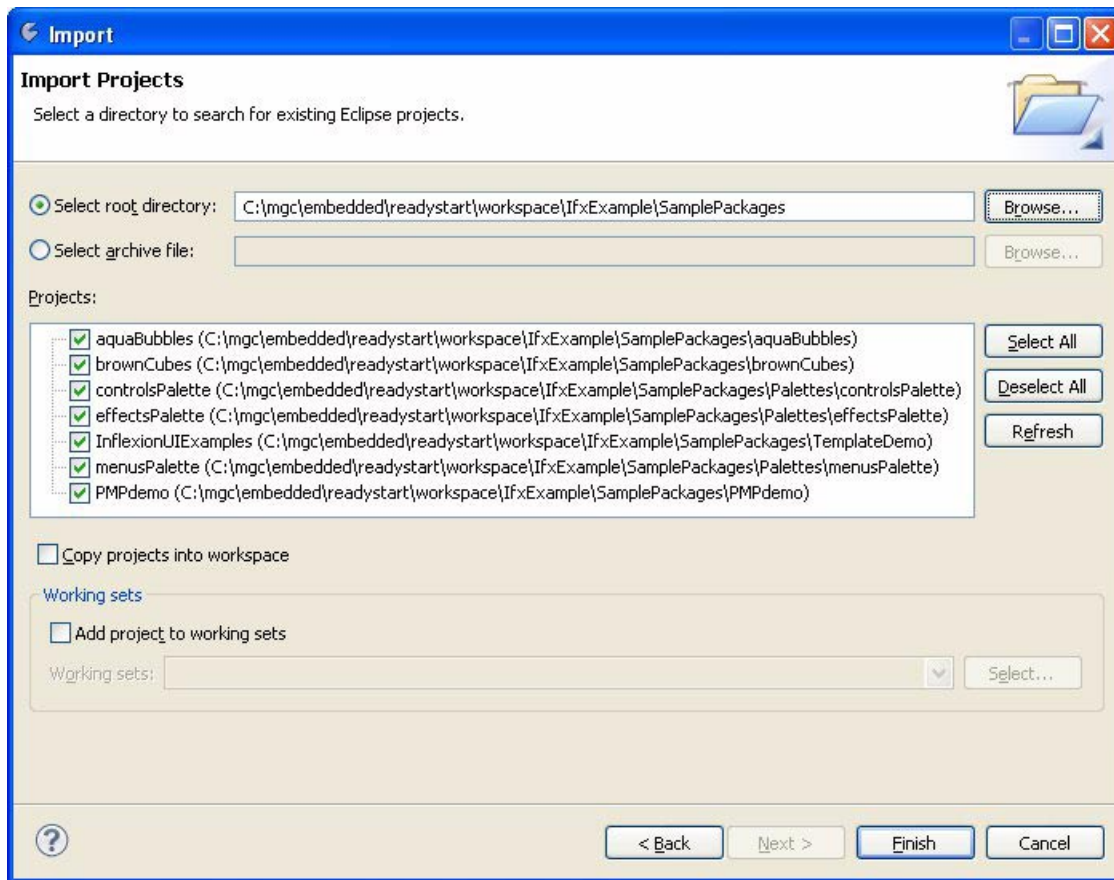 Import
Import Projects
Select a directory to search for existing Eclipse projects.
Select root directory: C:\mgc\embedded\readystart\workspace\IfxExample\SamplePackages Browse...
Select archive file: Browse...
Projects:
aquaBubbles (C:\mgc\embedded\readystart\workspace\IfxExample\SamplePackages\aquaBubbles)
brownCubes (C:\mgc\embedded\readystart\workspace\IfxExample\SamplePackages\brownCubes)
controlsPalette (C:\mgc\embedded\readystart\workspace\IfxExample\SamplePackages\Palettes\controlsPalette)
effectsPalette (C:\mgc\embedded\readystart\workspace\IfxExample\SamplePackages\Palettes\effectsPalette)
InflexionUIExamples (C:\mgc\embedded\readystart\workspace\IfxExample\SamplePackages\TemplateDemo)
menusPalette (C:\mgc\embedded\readystart\workspace\IfxExample\SamplePackages\Palettes\menusPalette)
PMPdemo (C:\mgc\embedded\readystart\workspace\IfxExample\SamplePackages\PMPdemo)
Select All
Deselect All
Refresh
Copy projects into workspace
Working sets
Add project to working sets
Working sets: Select...
? < Back Next > Finish Cancel